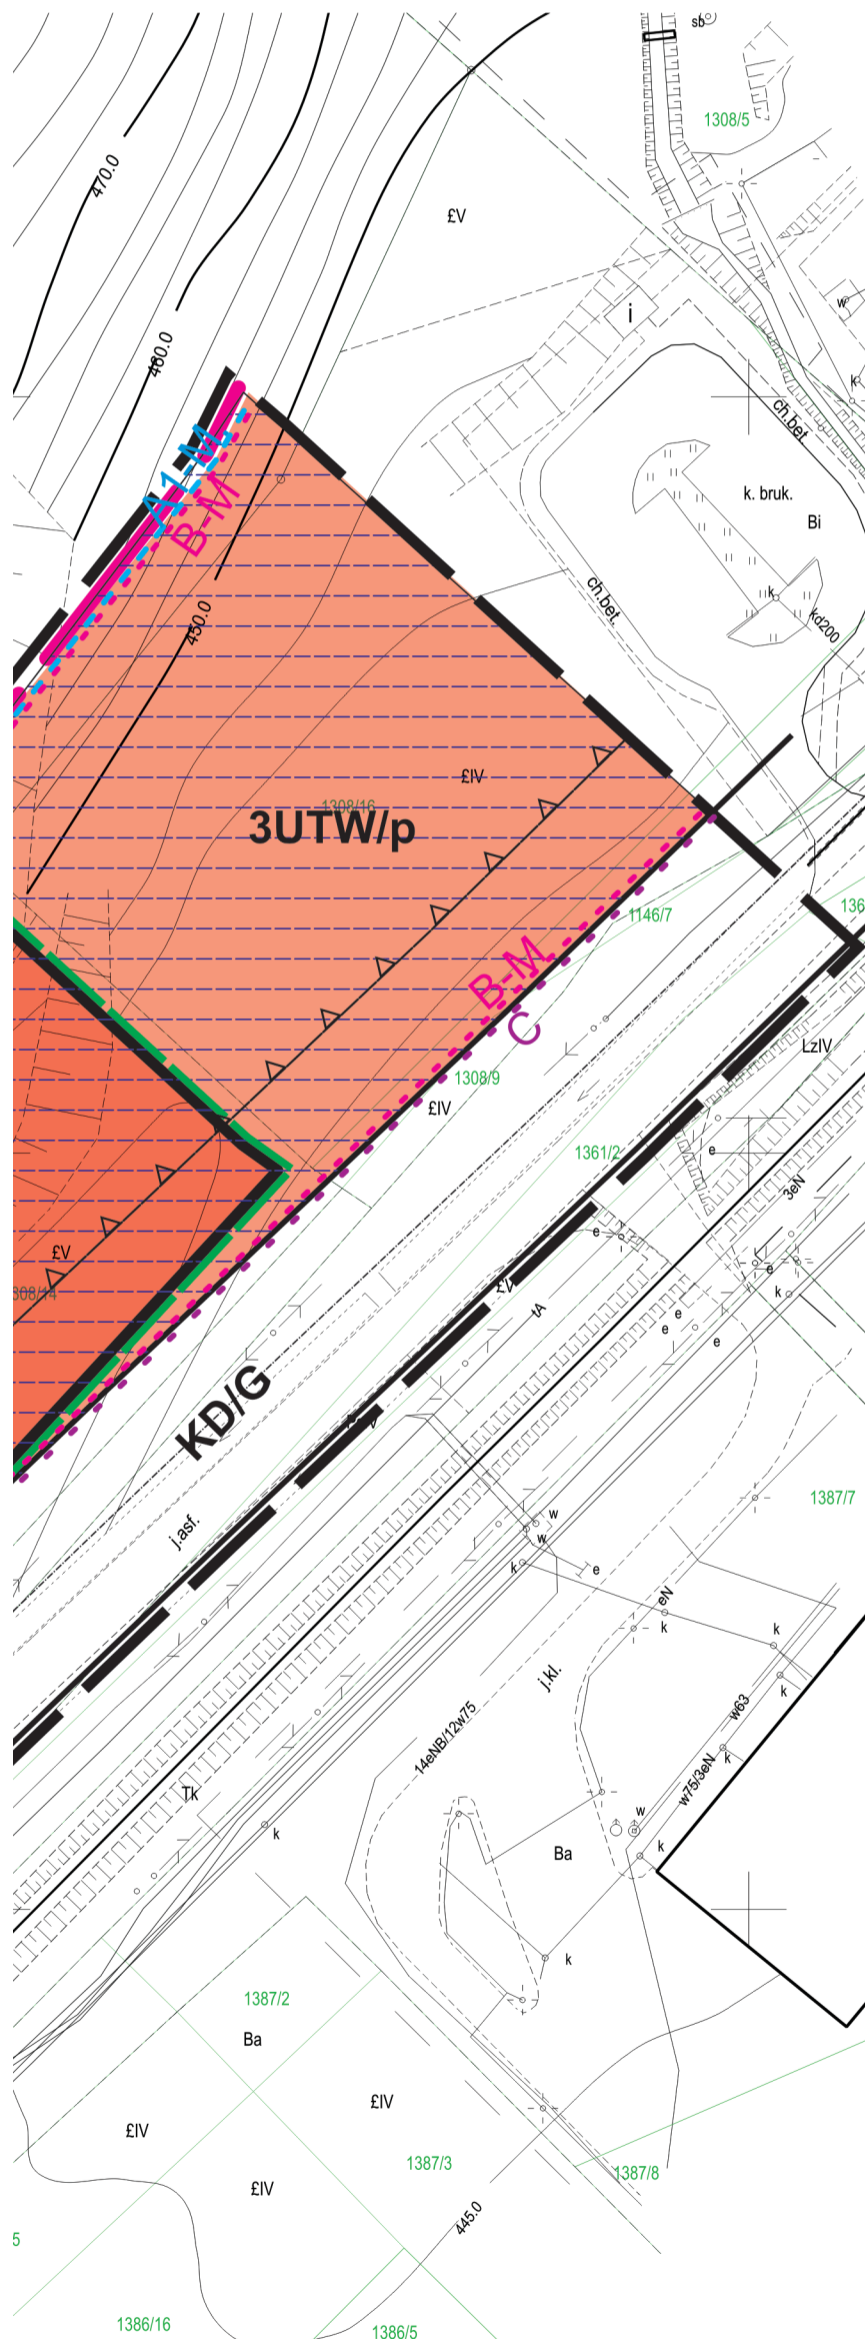 sb
1308/5
470.0
£V
w
i
460.0
k
ch.bet.
A1-M
B-M
k. bruk.
Bi
k
ch.bet.
kd200
450.0
£IV
1308/16
3UTW/p
1146/7
136
B-M
C
LzIV
1308/9
£IV
1361/2
e
3eN
e
£V
e
308/14
£V
k
tA
e
e
e
KD/G
1387/7
j.asf.
w
w
k
e
eN
k
k
j.kl.
k
w63
14eNB/12w75
k
w75/3eN
Tk
w
k
k
Ba
k
1387/2
Ba
£IV
£IV
1387/3
1387/8
£IV
445.0
5
1386/16
1386/5